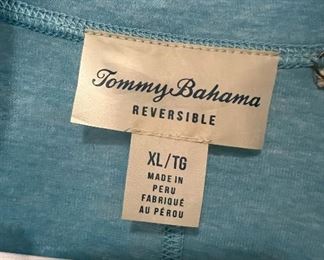 Tommy Bahama
REVERSIBLE
XL/TG
MADE IN
PERU
FABRIQUÉ
AU PÉROU